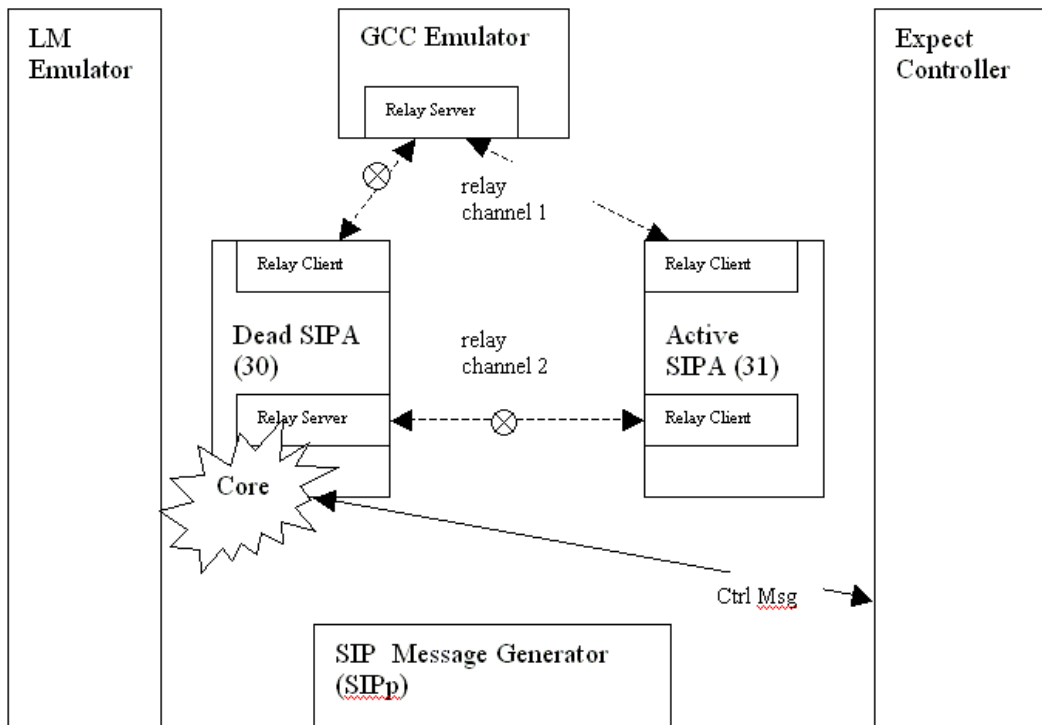 LM
Emulator
GCC Emulator
Relay Server
Expect
Controller
relay
channel 1
Relay Client
Relay Client
Dead SIPA
(30)
relay
channel 2
Active
SIPA (31)
Relay Server
Relay Client
Core
Ctrl Msg
SIP Message Generator
(SIPp)